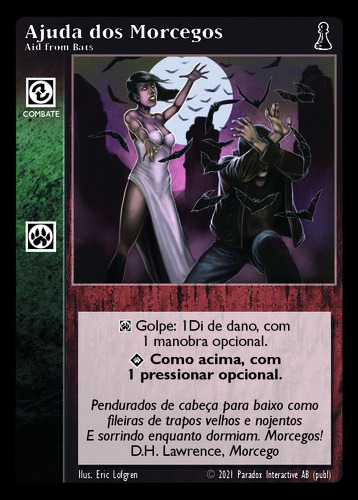 Ajuda dos Morcegos
Aid from Bats
COMBATE
Golpe: 1Di de dano, com
1 manobra opcional.
Como acima, com
1 pressionar opcional.
Pendurados de cabeça para baixo como
fileiras de trapos velhos e nojentos
E sorrindo enquanto dormiam. Morcegos!
D.H. Lawrence, Morcego
Ilus. Eric Lofgren © 2021 Paradox Interactive AB (publ)